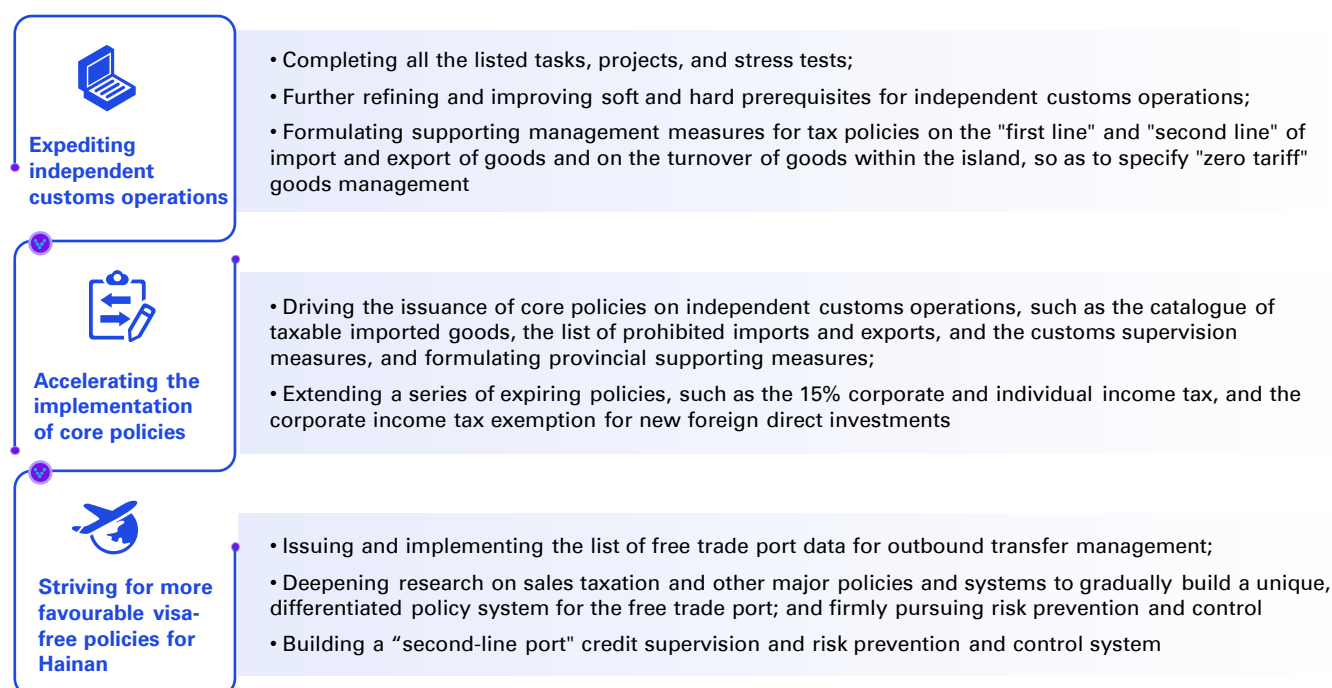 Expediting
independent
customs operations
• Completing all the listed tasks, projects, and stress tests;
• Further refining and improving soft and hard prerequisites for independent customs operations;
• Formulating supporting management measures for tax policies on the "first line" and "second line" of
import and export of goods and on the turnover of goods within the island, so as to specify "zero tariff"
goods management
Accelerating the
implementation
of core policies
• Driving the issuance of core policies on independent customs operations, such as the catalogue of
taxable imported goods, the list of prohibited imports and exports, and the customs supervision
measures, and formulating provincial supporting measures;
• Extending a series of expiring policies, such as the 15% corporate and individual income tax, and the
corporate income tax exemption for new foreign direct investments
Striving for more
favourable visa-
free policies for
Hainan
• Issuing and implementing the list of free trade port data for outbound transfer management;
• Deepening research on sales taxation and other major policies and systems to gradually build a unique,
differentiated policy system for the free trade port; and firmly pursuing risk prevention and control
• Building a “second-line port" credit supervision and risk prevention and control system